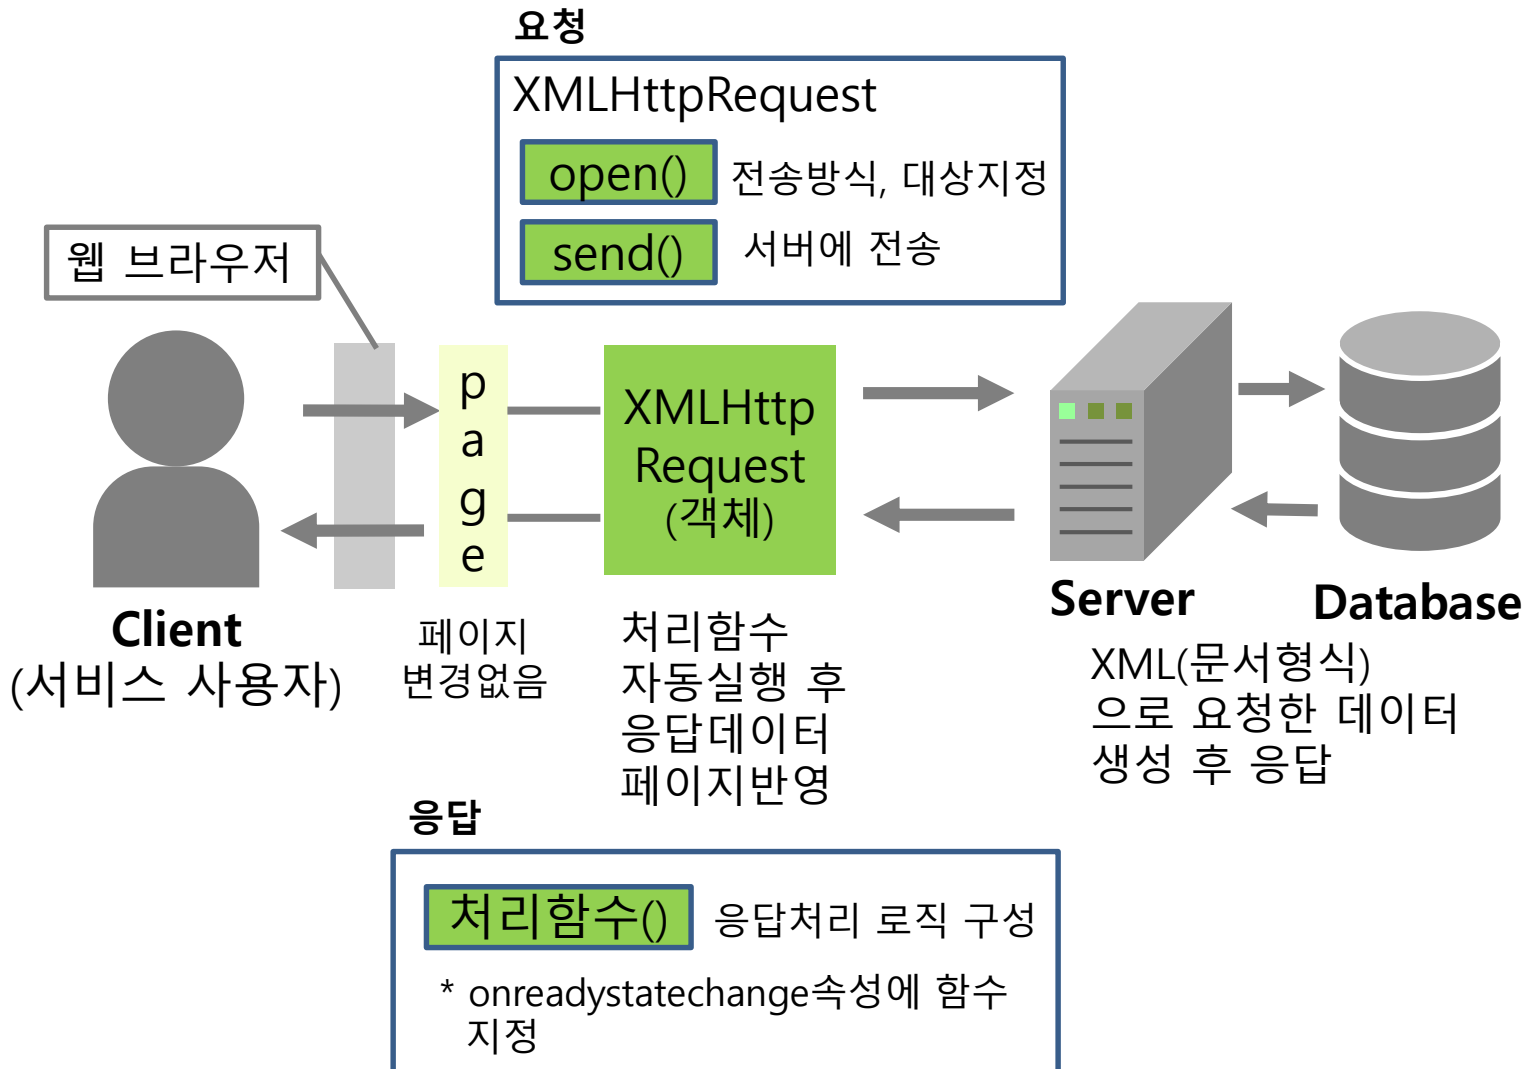 요청
XMLHttpRequest
open() 전송방식, 대상지정
send() 서버에 전송
웹 브라우저
page
XMLHttp
Request
(객체)
Client
(서비스 사용자)
페이지
변경없음
처리함수
자동실행 후
응답데이터
페이지반영
Server
Database
XML(문서형식)
으로 요청한 데이터
생성 후 응답
응답
처리함수() 응답처리 로직 구성
* onreadystatechange속성에 함수
지정